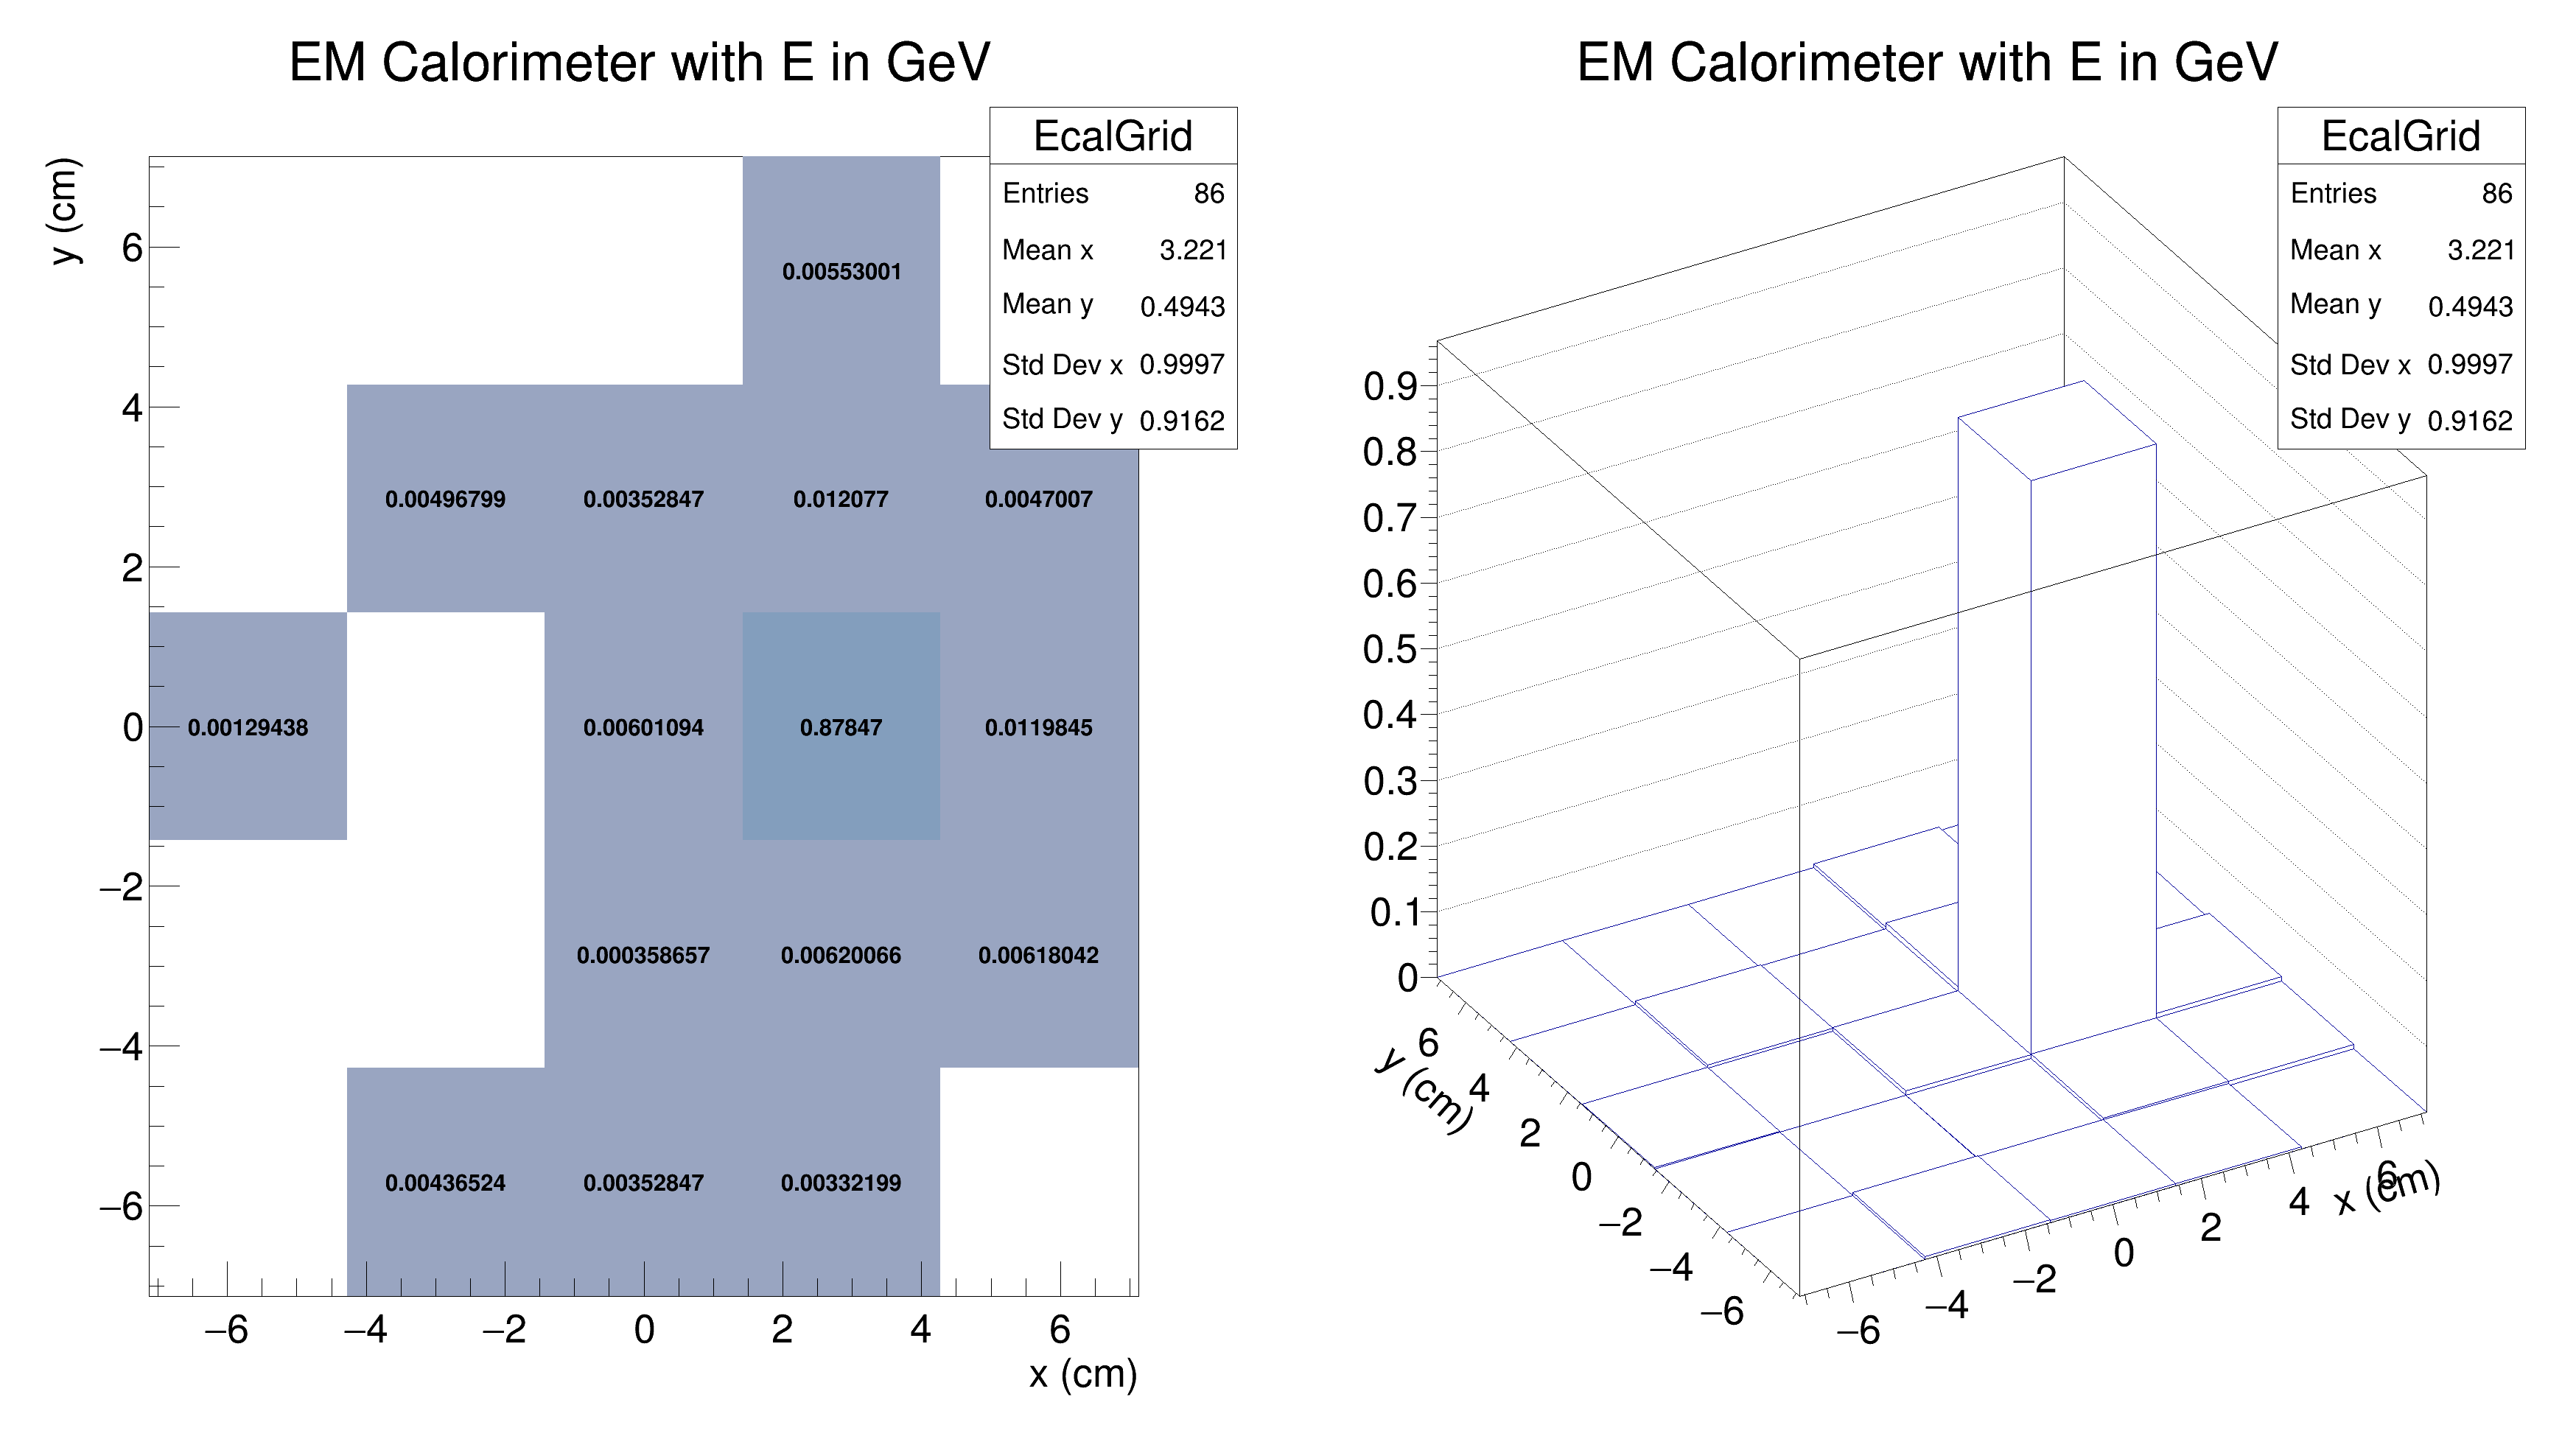 EM Calorimeter with E in GeV
EcalGrid
Entries 86
Mean x 3.221
Mean y 0.4943
Std Dev x 0.9997
Std Dev y 0.9162
y (cm)
6
4
2
0
−2
−4
−6
0.00553001
0.00496799 0.00352847 0.012077 0.0047007
0.00129438 0.00601094 0.87847 0.0119845
0.000358657 0.00620066 0.00618042
0.00436524 0.00352847 0.00332199
−6 −4 −2 0 2 4 6
x (cm)
EM Calorimeter with E in GeV
EcalGrid
Entries 86
Mean x 3.221
Mean y 0.4943
Std Dev x 0.9997
Std Dev y 0.9162
0.9
0.8
0.7
0.6
0.5
0.4
0.3
0.2
0.1
0
y (cm)
6
4
2
0
−2
−4
−6
−6 −4 −2 0 2 4 6
x (cm)